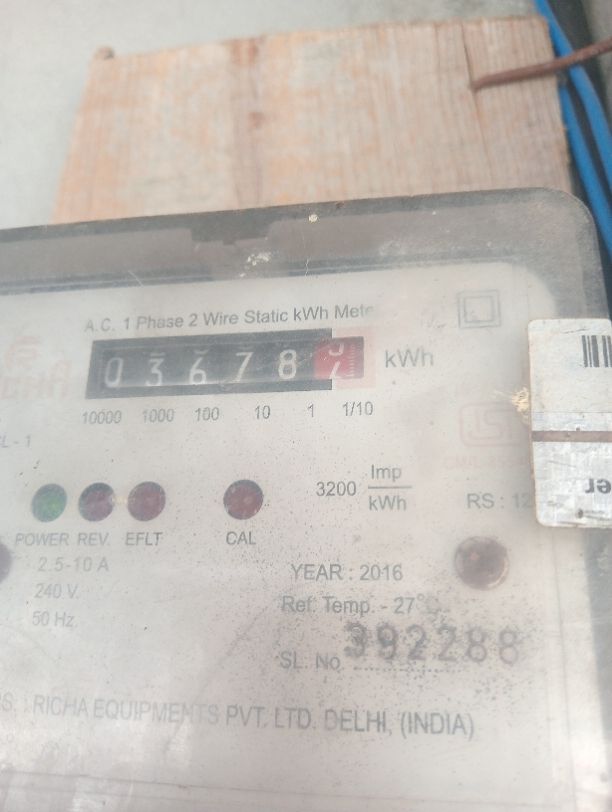 A.C. 1 Phase 2 Wire Static kWh Mete
0 3 6 7 8 kWh
10000 1000 100 10 1 1/10
CL - 1
3200 Imp/kWh
RS : 12
POWER REV. EFLT CAL
2.5-10 A
240 V.
50 Hz
YEAR : 2016
Ref. Temp. - 27°C
SL. No 392288
RICHA EQUIPMENTS PVT. LTD. DELHI, (INDIA)